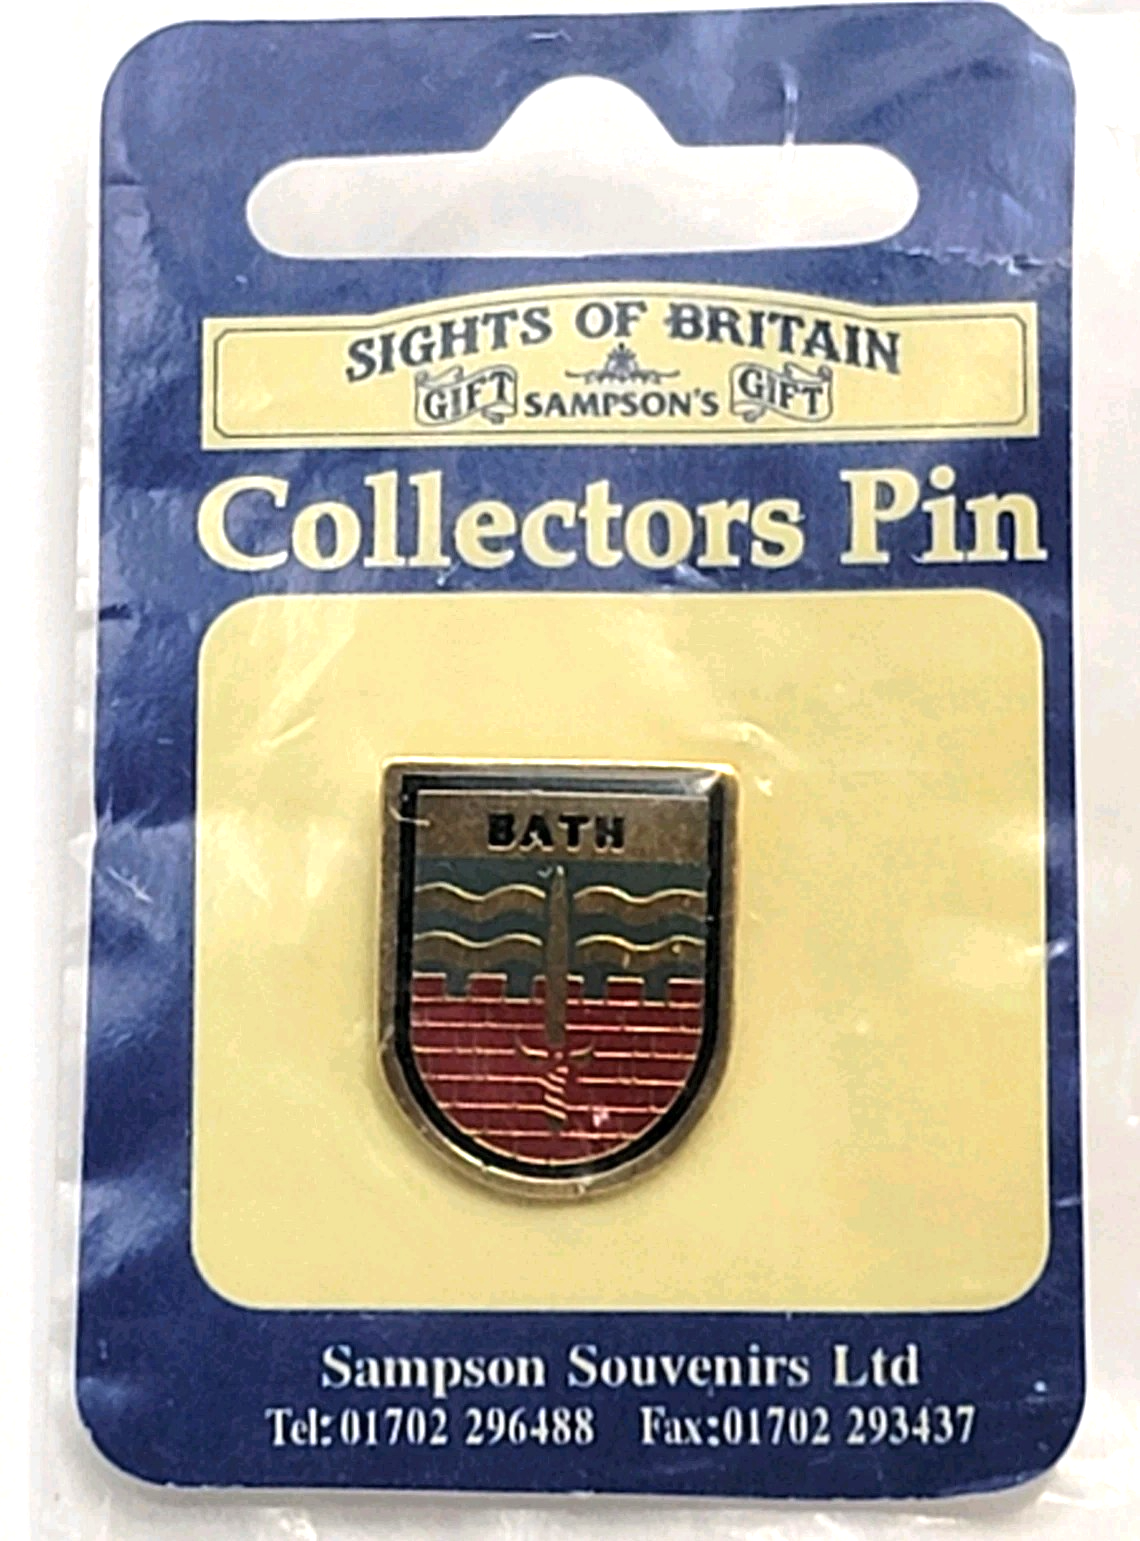 SIGHTS OF BRITAIN
GIFT SAMPSON'S GIFT
Collectors Pin
BATH
Sampson Souvenirs Ltd
Tel: 01702 296488 Fax: 01702 293437